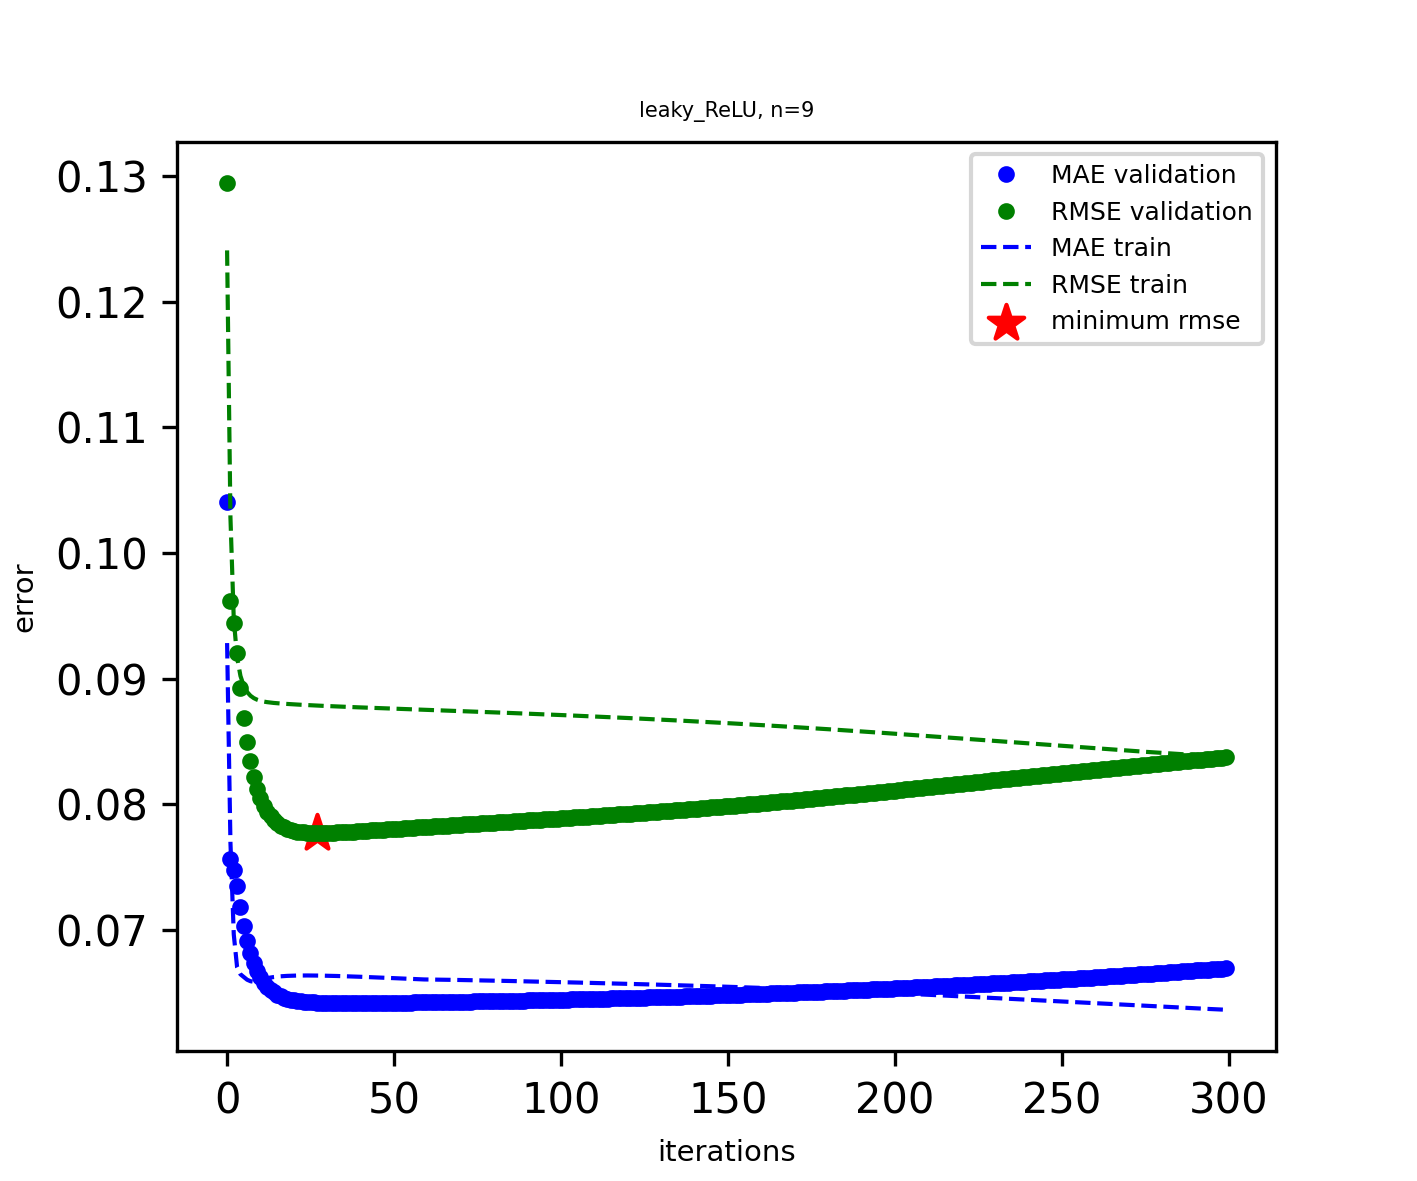 leaky_ReLU, n=9
MAE validation
RMSE validation
MAE train
RMSE train
minimum rmse
0.13
0.12
0.11
0.10
0.09
0.08
0.07
error
0 50 100 150 200 250 300
iterations